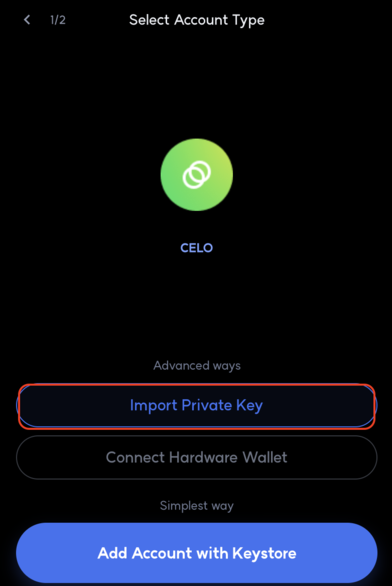 1/2 Select Account Type
CELO
Advanced ways
Import Private Key
Connect Hardware Wallet
Simplest way
Add Account with Keystore